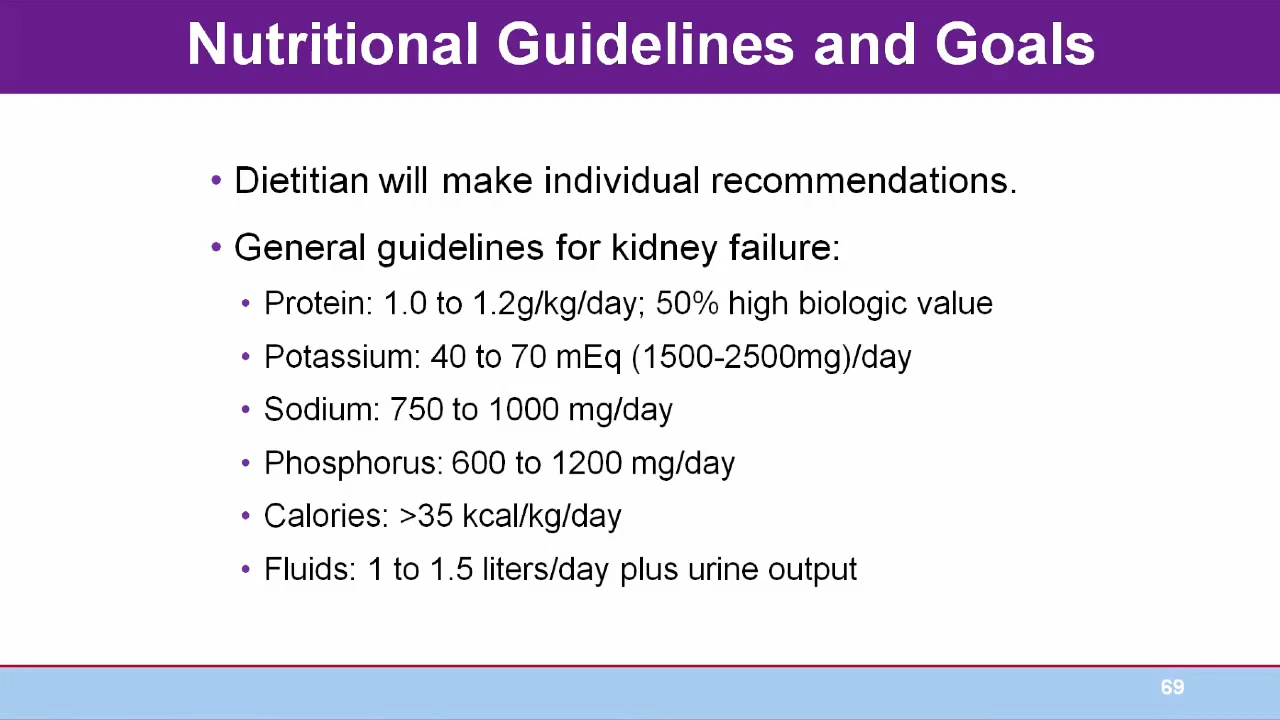 Nutritional Guidelines and Goals
• Dietitian will make individual recommendations.
• General guidelines for kidney failure:
• Protein: 1.0 to 1.2g/kg/day; 50% high biologic value
• Potassium: 40 to 70 mEq (1500-2500mg)/day
• Sodium: 750 to 1000 mg/day
• Phosphorus: 600 to 1200 mg/day
• Calories: >35 kcal/kg/day
• Fluids: 1 to 1.5 liters/day plus urine output
69